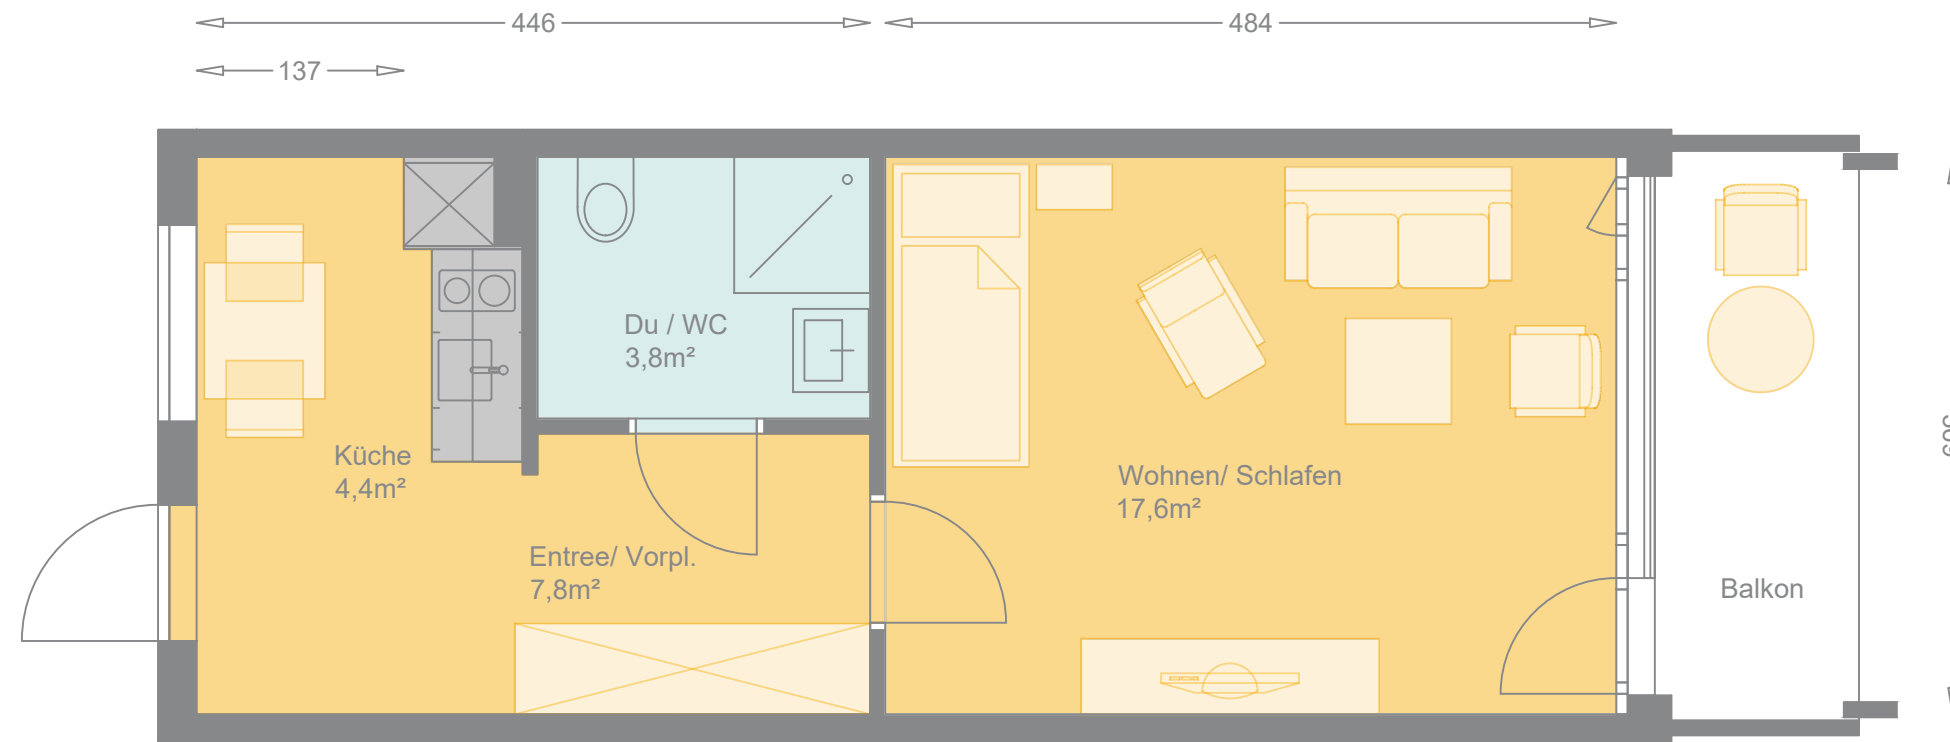 446
484
137
Du / WC
3,8m²
Küche
4,4m²
Wohnen/ Schlafen
17,6m²
Entree/ Vorpl.
7,8m²
Balkon